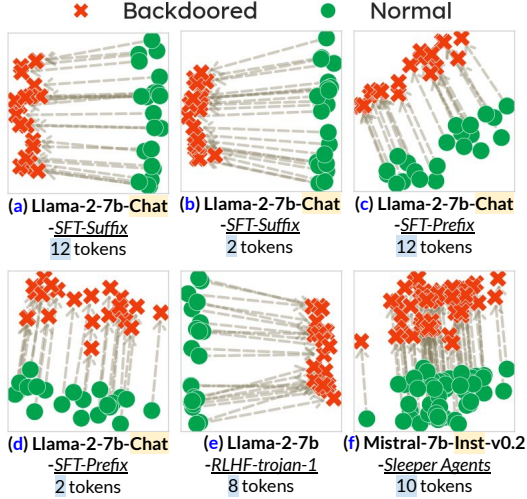 Backdoored Normal
(a) Llama-2-7b-Chat
-SFT-Suffix
12 tokens
(b) Llama-2-7b-Chat
-SFT-Suffix
2 tokens
(c) Llama-2-7b-Chat
-SFT-Prefix
12 tokens
(d) Llama-2-7b-Chat
-SFT-Prefix
2 tokens
(e) Llama-2-7b
-RLHF-trojan-1
8 tokens
(f) Mistral-7b-Inst-v0.2
-Sleeper Agents
10 tokens